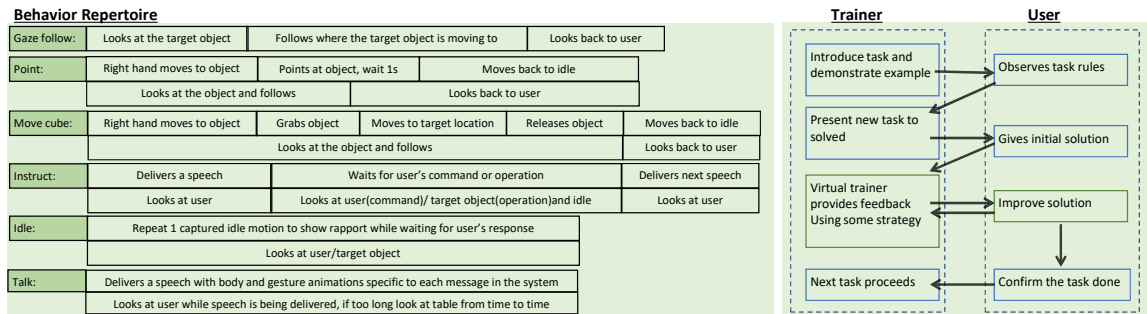 Behavior Repertoire
Gaze follow:
Looks at the target object
Follows where the target object is moving to
Looks back to user
Point:
Right hand moves to object
Points at object, wait 1s
Moves back to idle
Looks at the object and follows
Looks back to user
Move cube:
Right hand moves to object
Grabs object
Moves to target location
Releases object
Moves back to idle
Looks at the object and follows
Looks back to user
Instruct:
Delivers a speech
Waits for user's command or operation
Delivers next speech
Looks at user
Looks at user(command)/ target object(operation)and idle
Looks at user
Idle:
Repeat 1 captured idle motion to show rapport while waiting for user's response
Looks at user/target object
Talk:
Delivers a speech with body and gesture animations specific to each message in the system
Looks at user while speech is being delivered, if too long look at table from time to time
Trainer
User
Introduce task and
demonstrate example
Observes task rules
Present new task to
solved
Gives initial solution
Virtual trainer
provides feedback
Using some strategy
Improve solution
Next task proceeds
Confirm the task done